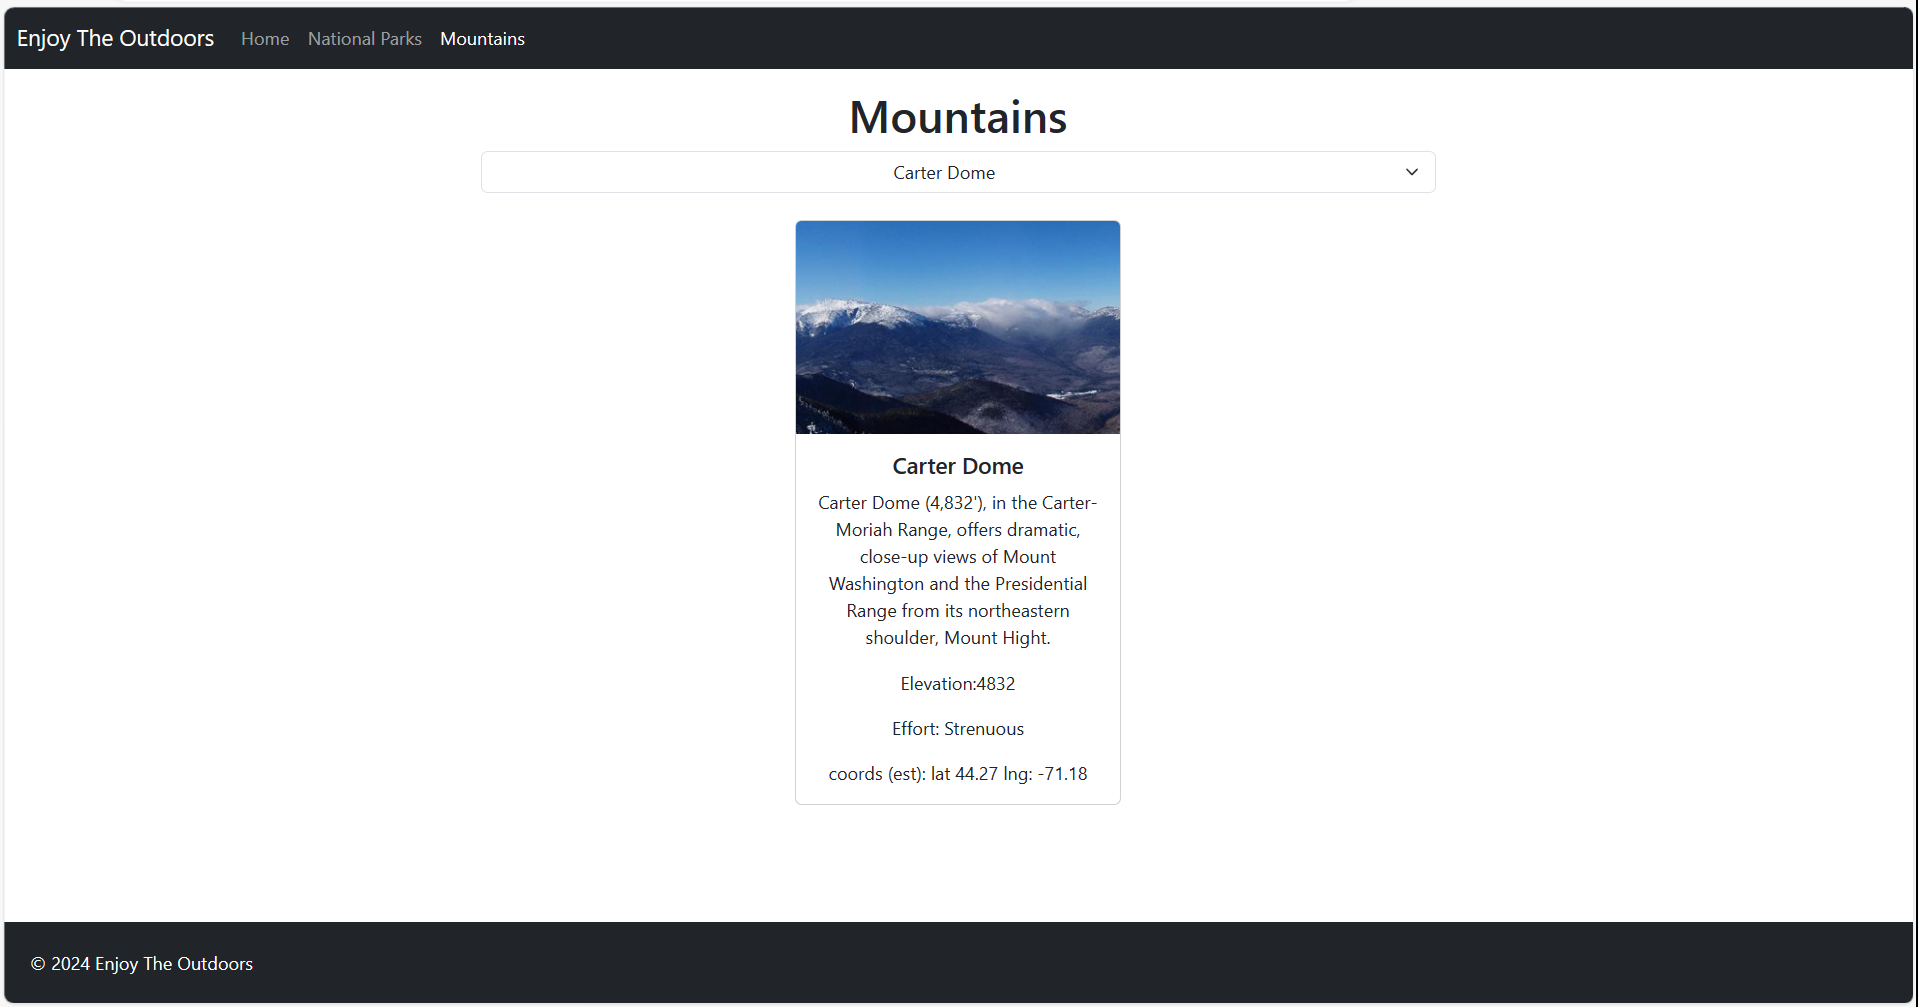 Enjoy The Outdoors Home National Parks Mountains
Mountains
Carter Dome
Carter Dome
Carter Dome (4,832'), in the Carter-
Moriah Range, offers dramatic,
close-up views of Mount
Washington and the Presidential
Range from its northeastern
shoulder, Mount Hight.
Elevation:4832
Effort: Strenuous
coords (est): lat 44.27 lng: -71.18
© 2024 Enjoy The Outdoors